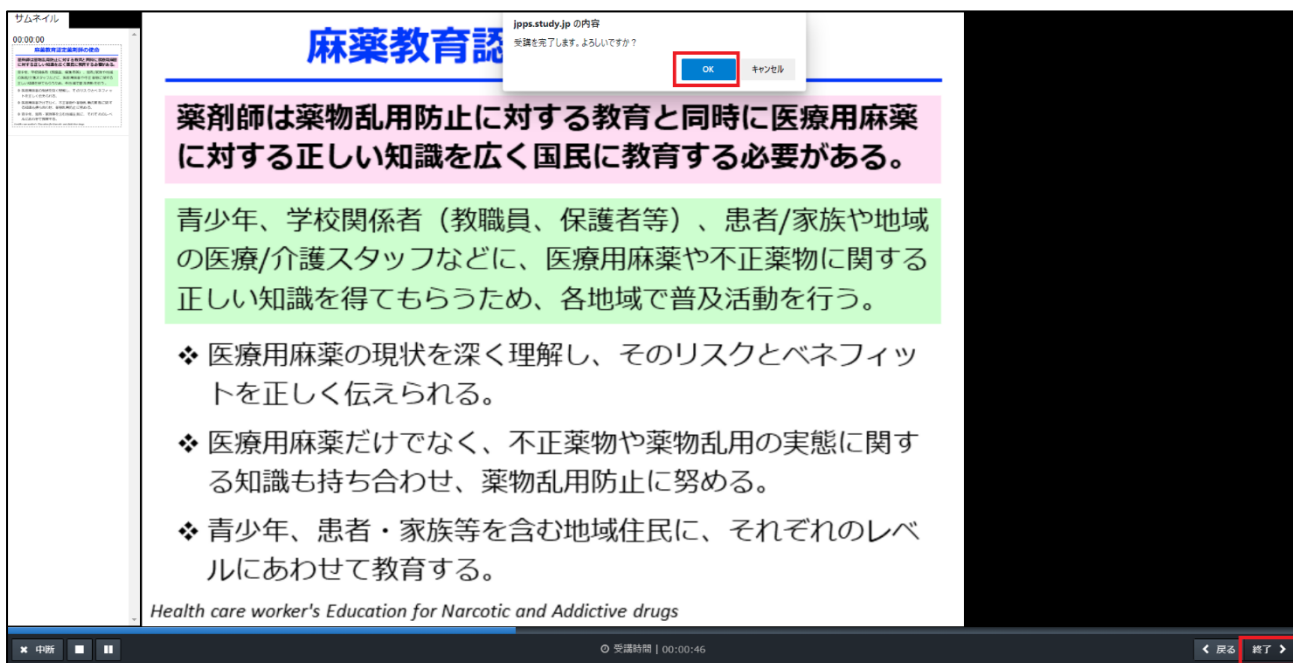 サムネイル
00:00:00
麻薬教育認定薬剤師の使命
jpps.study.jp の内容
受講を完了します。よろしいですか？
OK
キャンセル
麻薬教育認
薬剤師は薬物乱用防止に対する教育と同時に医療用麻薬
に対する正しい知識を広く国民に教育する必要がある。
青少年、学校関係者（教職員、保護者等）、患者/家族や地域
の医療/介護スタッフなどに、医療用麻薬や不正薬物に関する
正しい知識を得てもらうため、各地域で普及活動を行う。
❖ 医療用麻薬の現状を深く理解し、そのリスクとベネフィッ
トを正しく伝えられる。
❖ 医療用麻薬だけでなく、不正薬物や薬物乱用の実態に関す
る知識も持ち合わせ、薬物乱用防止に努める。
❖ 青少年、患者・家族等を含む地域住民に、それぞれのレベ
ルにあわせて教育する。
Health care worker's Education for Narcotic and Addictive drugs
中断
受講時間 | 00:00:46
戻る
終了